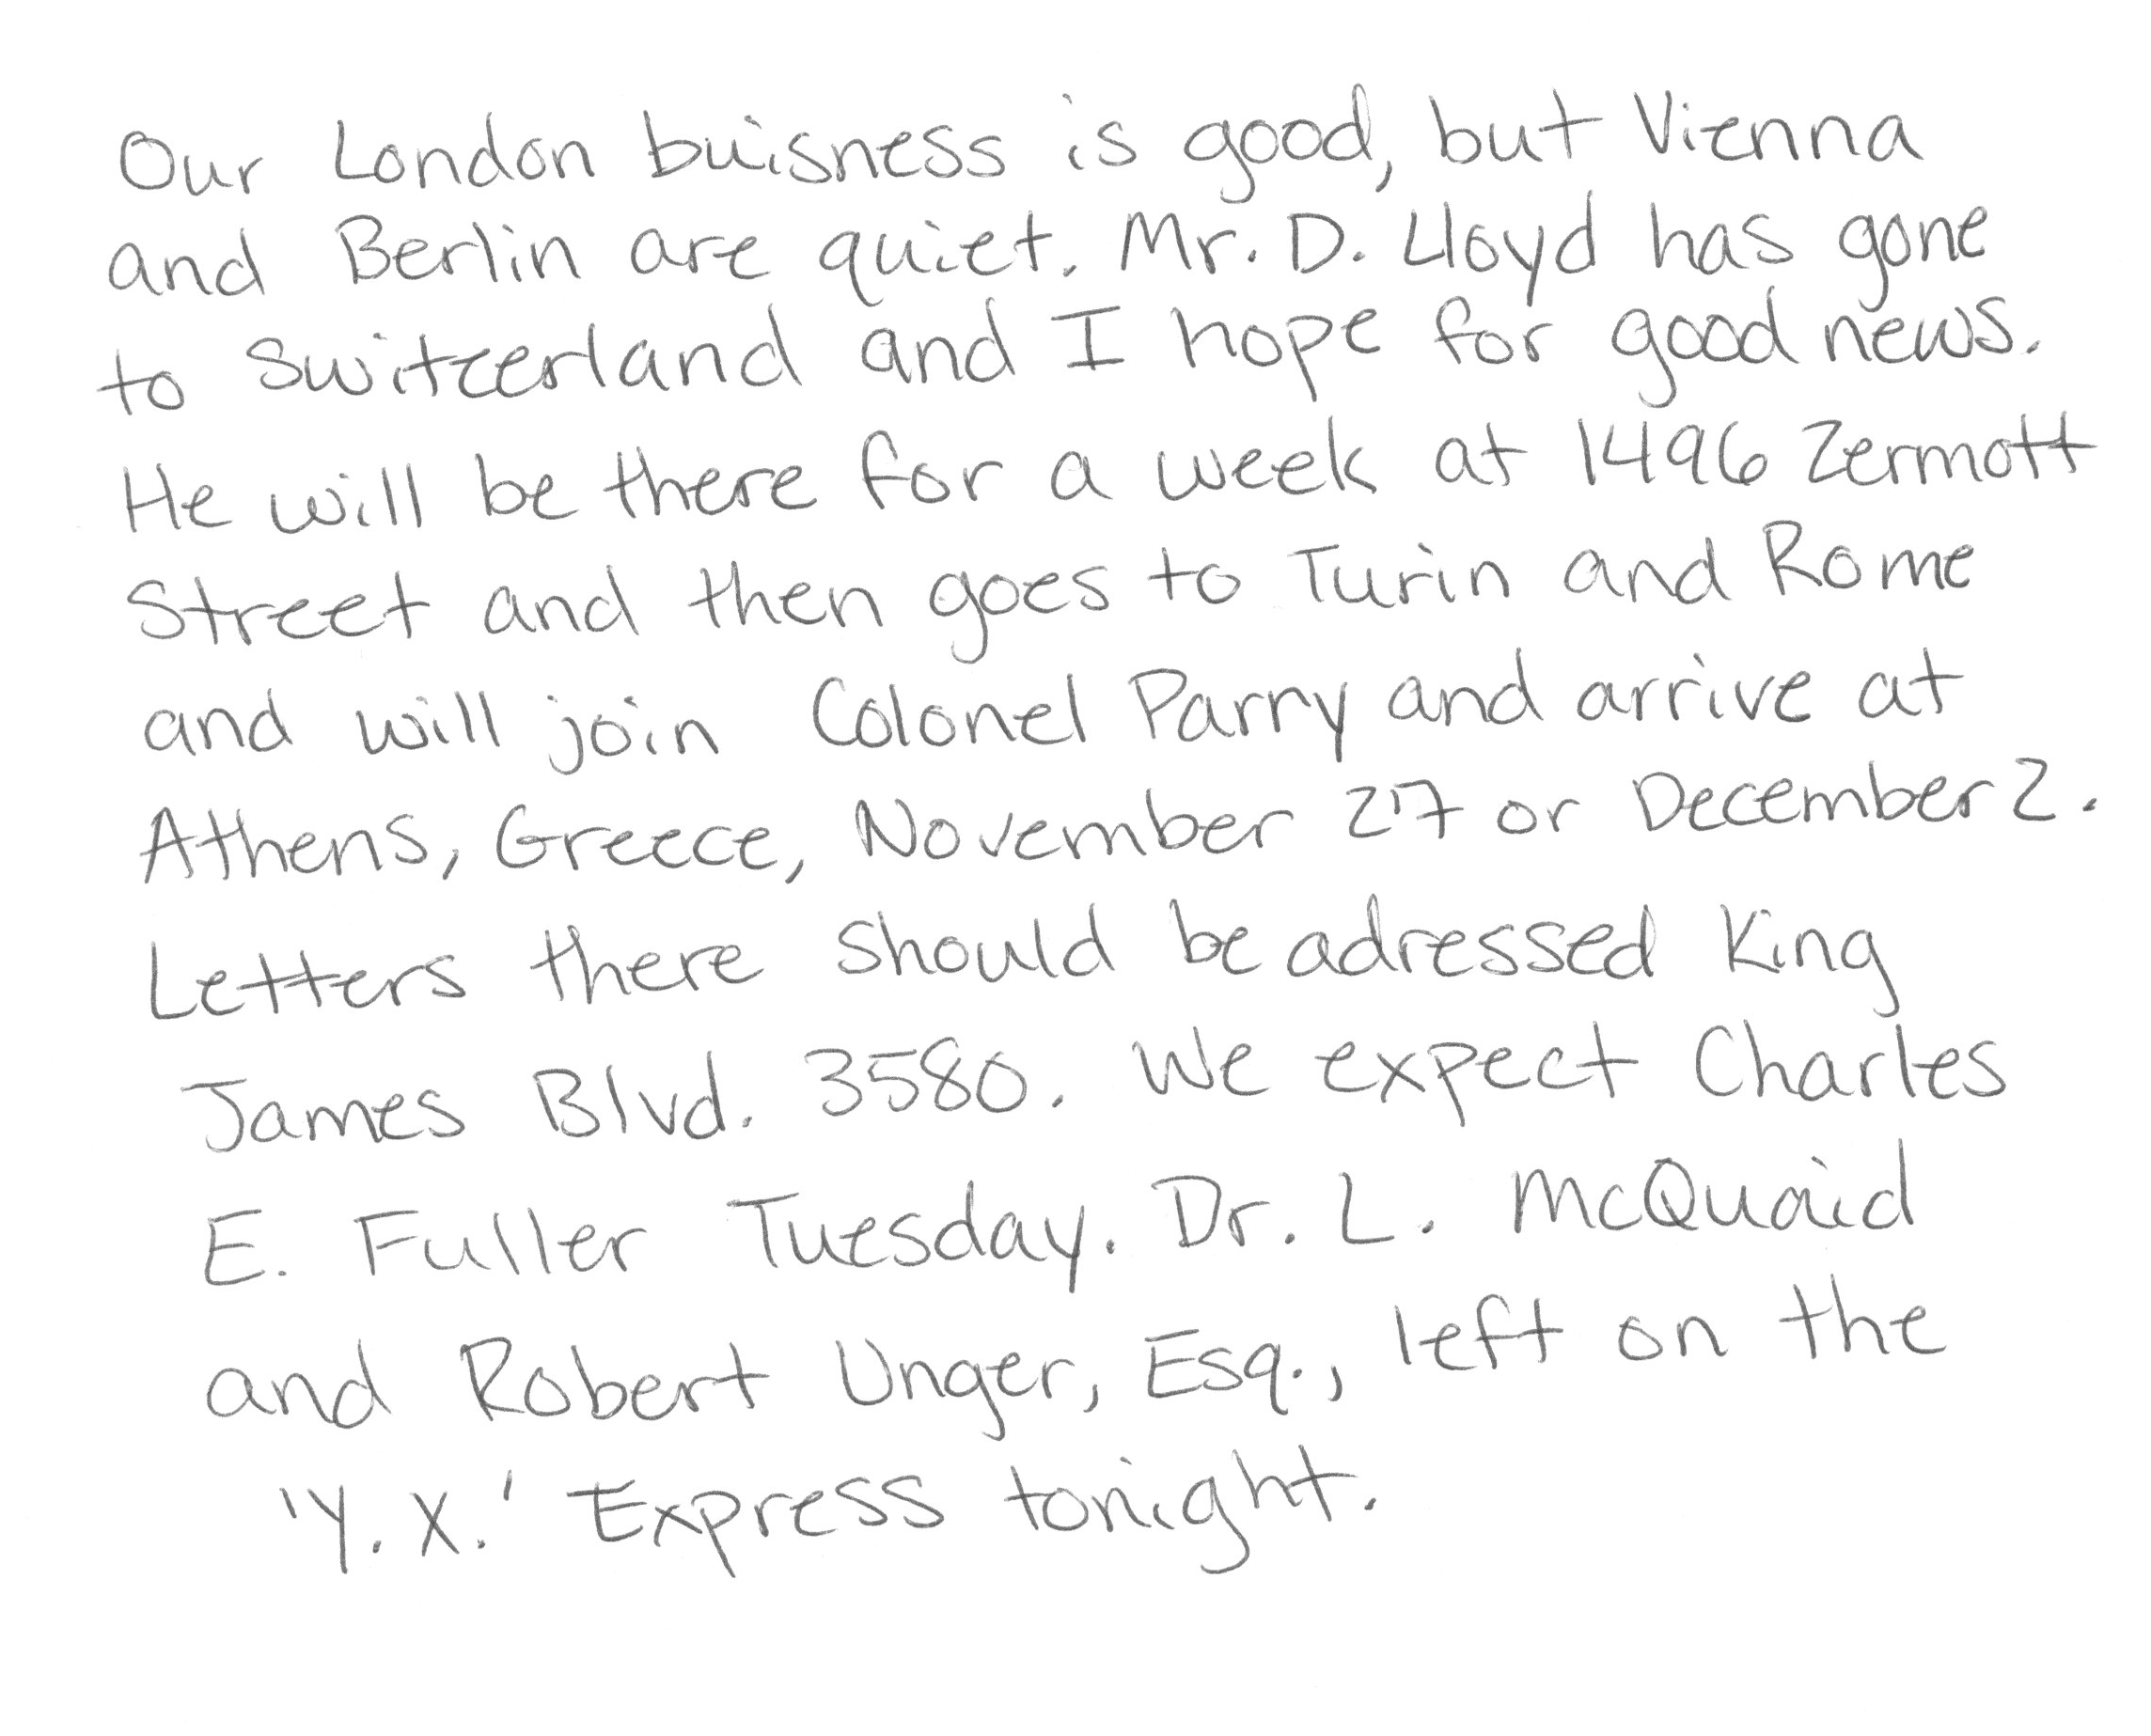 Our London buisness is good, but Vienna
and Berlin are quiet. Mr. D. Lloyd has gone
to Switzerland and I hope for good news.
He will be there for a week at 1496 Zermott
Street and then goes to Turin and Rome
and will join Colonel Parry and arrive at
Athens, Greece, November 27 or December 2.
Letters there should be adressed King
James Blvd. 3580. We expect Charles
E. Fuller Tuesday. Dr. L. McQuaid
and Robert Unger, Esq., left on the
'Y.X.' Express tonight.